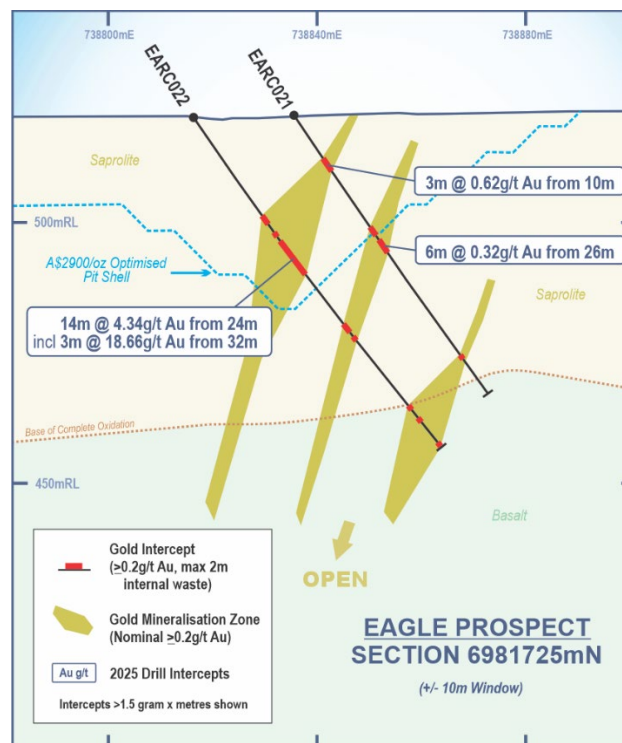 738800mE
738840mE
738880mE
EARC022
EARC021
Saprolite
3m @ 0.62g/t Au from 10m
500mRL
6m @ 0.32g/t Au from 26m
A$2900/oz Optimised
Pit Shell
Saprolite
14m @ 4.34g/t Au from 24m
incl 3m @ 18.66g/t Au from 32m
Base of Complete Oxidation
450mRL
Basalt
OPEN
Gold Intercept
(≥0.2g/t Au, max 2m
internal waste)
Gold Mineralisation Zone
(Nominal ≥0.2g/t Au)
Au g/t
2025 Drill Intercepts
Intercepts >1.5 gram x metres shown
EAGLE PROSPECT
SECTION 6981725mN
(+/- 10m Window)